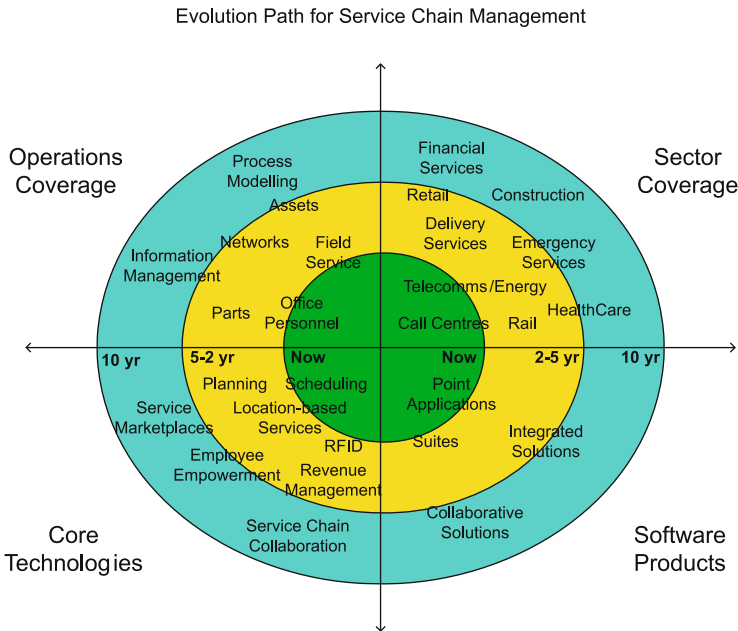 Evolution Path for Service Chain Management
Operations
Coverage
Sector
Coverage
Process
Modelling
Assets
Networks
Field
Service
Information
Management
Parts
Office
Personnel
Financial
Services
Retail
Construction
Delivery
Services
Emergency
Services
Telecomms/Energy
HealthCare
Call Centres
Rail
10 yr
5-2 yr
Now
Now
2-5 yr
10 yr
Planning
Scheduling
Service
Marketplaces
Location-based
Services
RFID
Employee
Empowerment
Revenue
Management
Service Chain
Collaboration
Point
Applications
Suites
Integrated
Solutions
Collaborative
Solutions
Core
Technologies
Software
Products